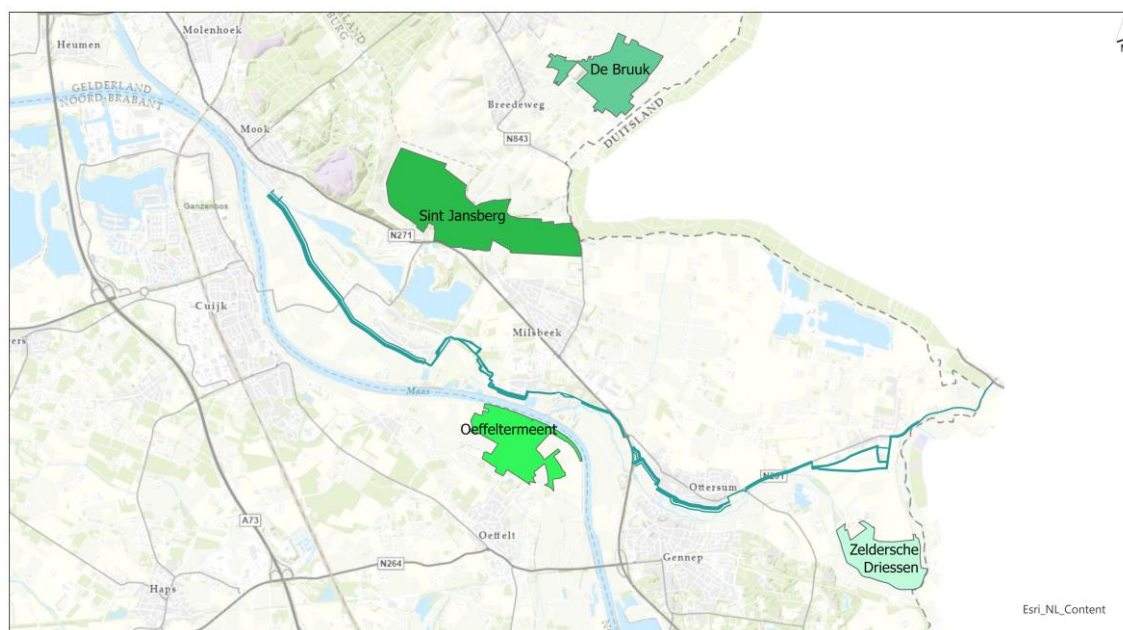 Molenhoek
Heumen
De Bruuk
GELDERLAND
NOORD-BRABANT
Breedeweg
DUITSLAND
Mook
N843
Ganzenbos
Sint Jansberg
N271
Cuijk
Milsbeek
Maas
Oeffeltermeent
N291
Ottersum
A73
Oeffelt
Zeldersche
Driessen
Gennep
N264
Haps
Esri_NL_Content